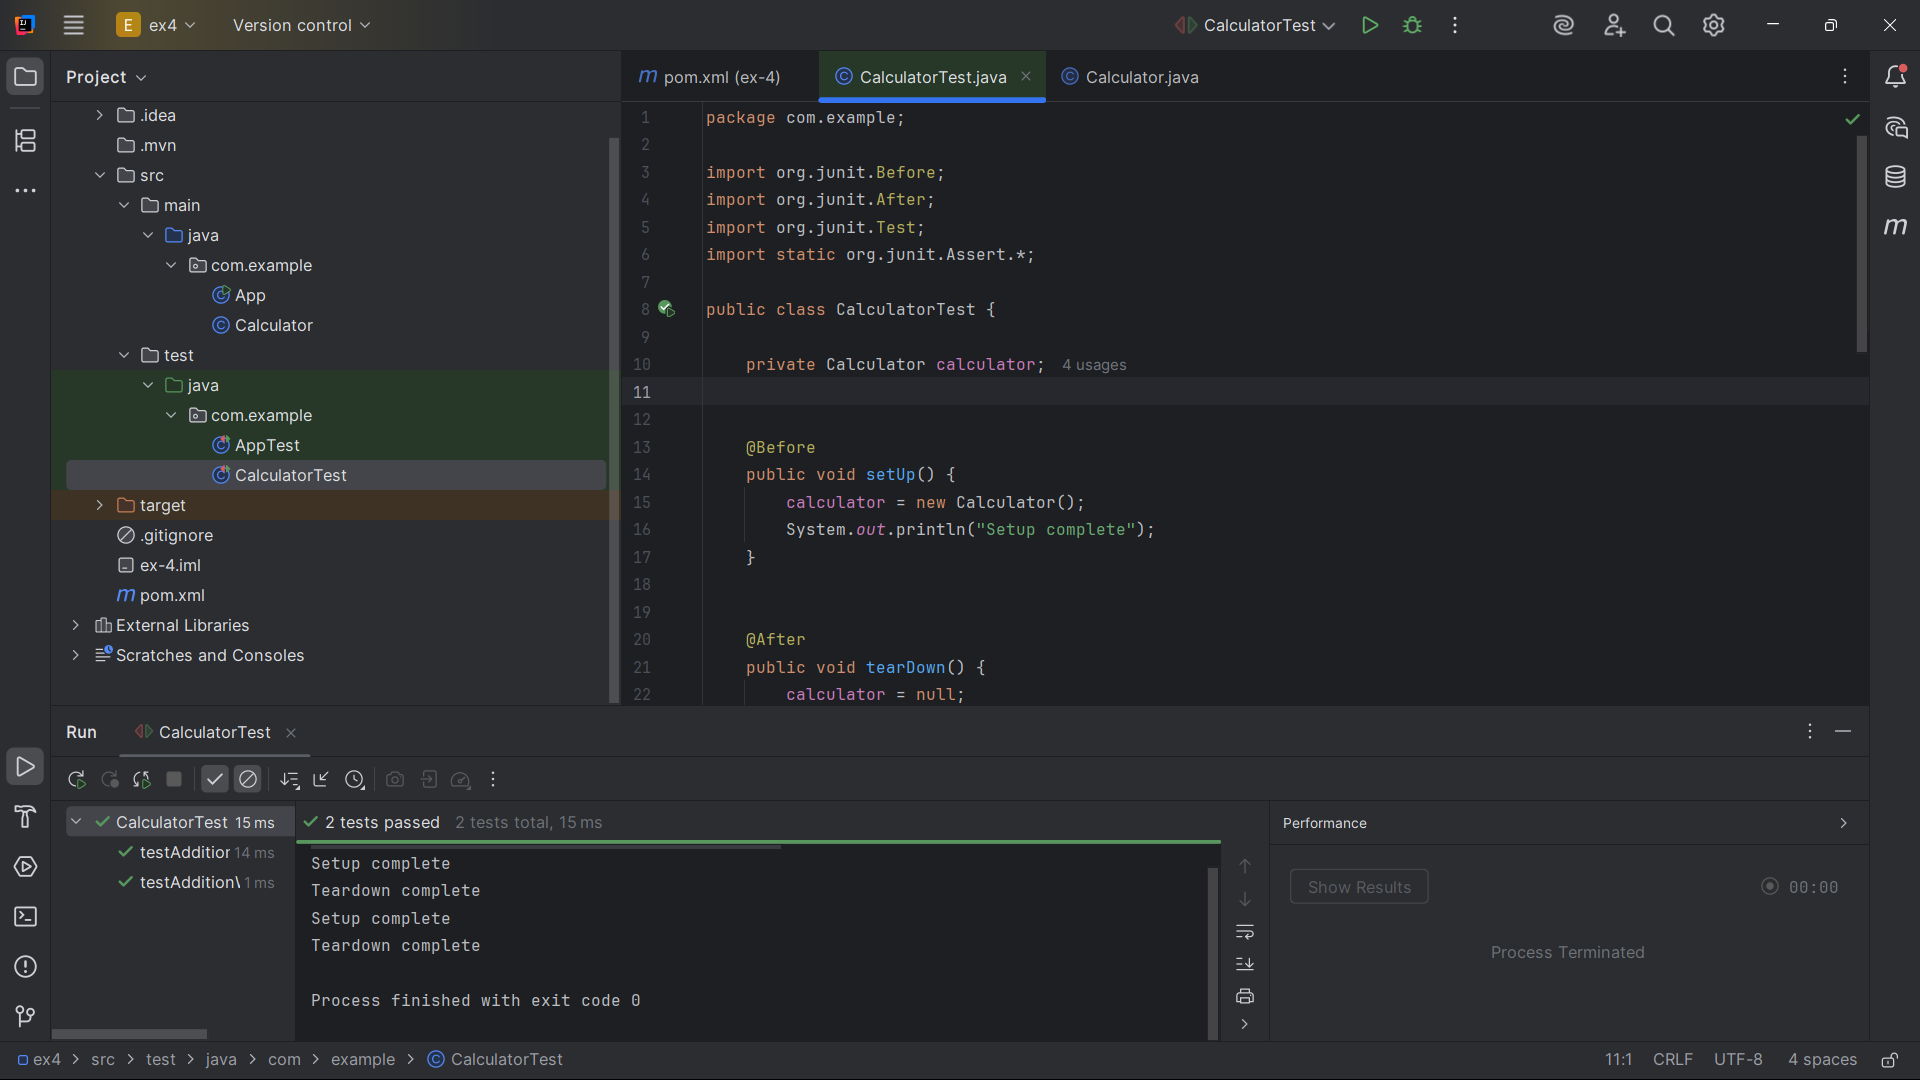 E ex4 Version control CalculatorTest
Project
.idea
.mvn
src
main
java
com.example
App
Calculator
test
java
com.example
AppTest
CalculatorTest
target
.gitignore
ex-4.iml
pom.xml
External Libraries
Scratches and Consoles
pom.xml (ex-4) CalculatorTest.java Calculator.java
1 package com.example;
2
3 import org.junit.Before;
4 import org.junit.After;
5 import org.junit.Test;
6 import static org.junit.Assert.*;
7
8 public class CalculatorTest {
9
10 private Calculator calculator; 4 usages
11
12
13 @Before
14 public void setUp() {
15 calculator = new Calculator();
16 System.out.println("Setup complete");
17 }
18
19
20 @After
21 public void tearDown() {
22 calculator = null;
Run CalculatorTest
CalculatorTest 15 ms
testAddition 14 ms
testAddition\ 1 ms
2 tests passed 2 tests total, 15 ms
Setup complete
Teardown complete
Setup complete
Teardown complete
Process finished with exit code 0
Performance
Show Results 00:00
Process Terminated
ex4 > src > test > java > com > example > CalculatorTest
11:1 CRLF UTF-8 4 spaces